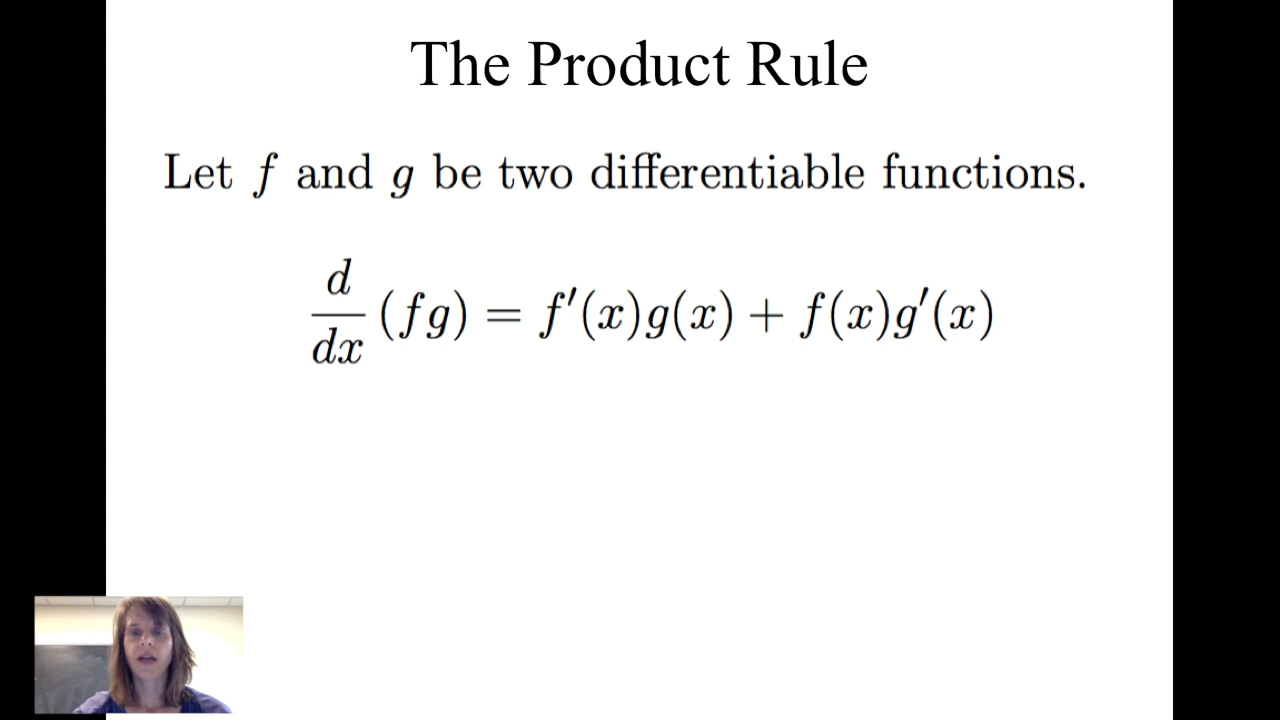 The Product Rule
Let f and g be two differentiable functions.
d/dx (fg) = f′(x)g(x) + f(x)g′(x)